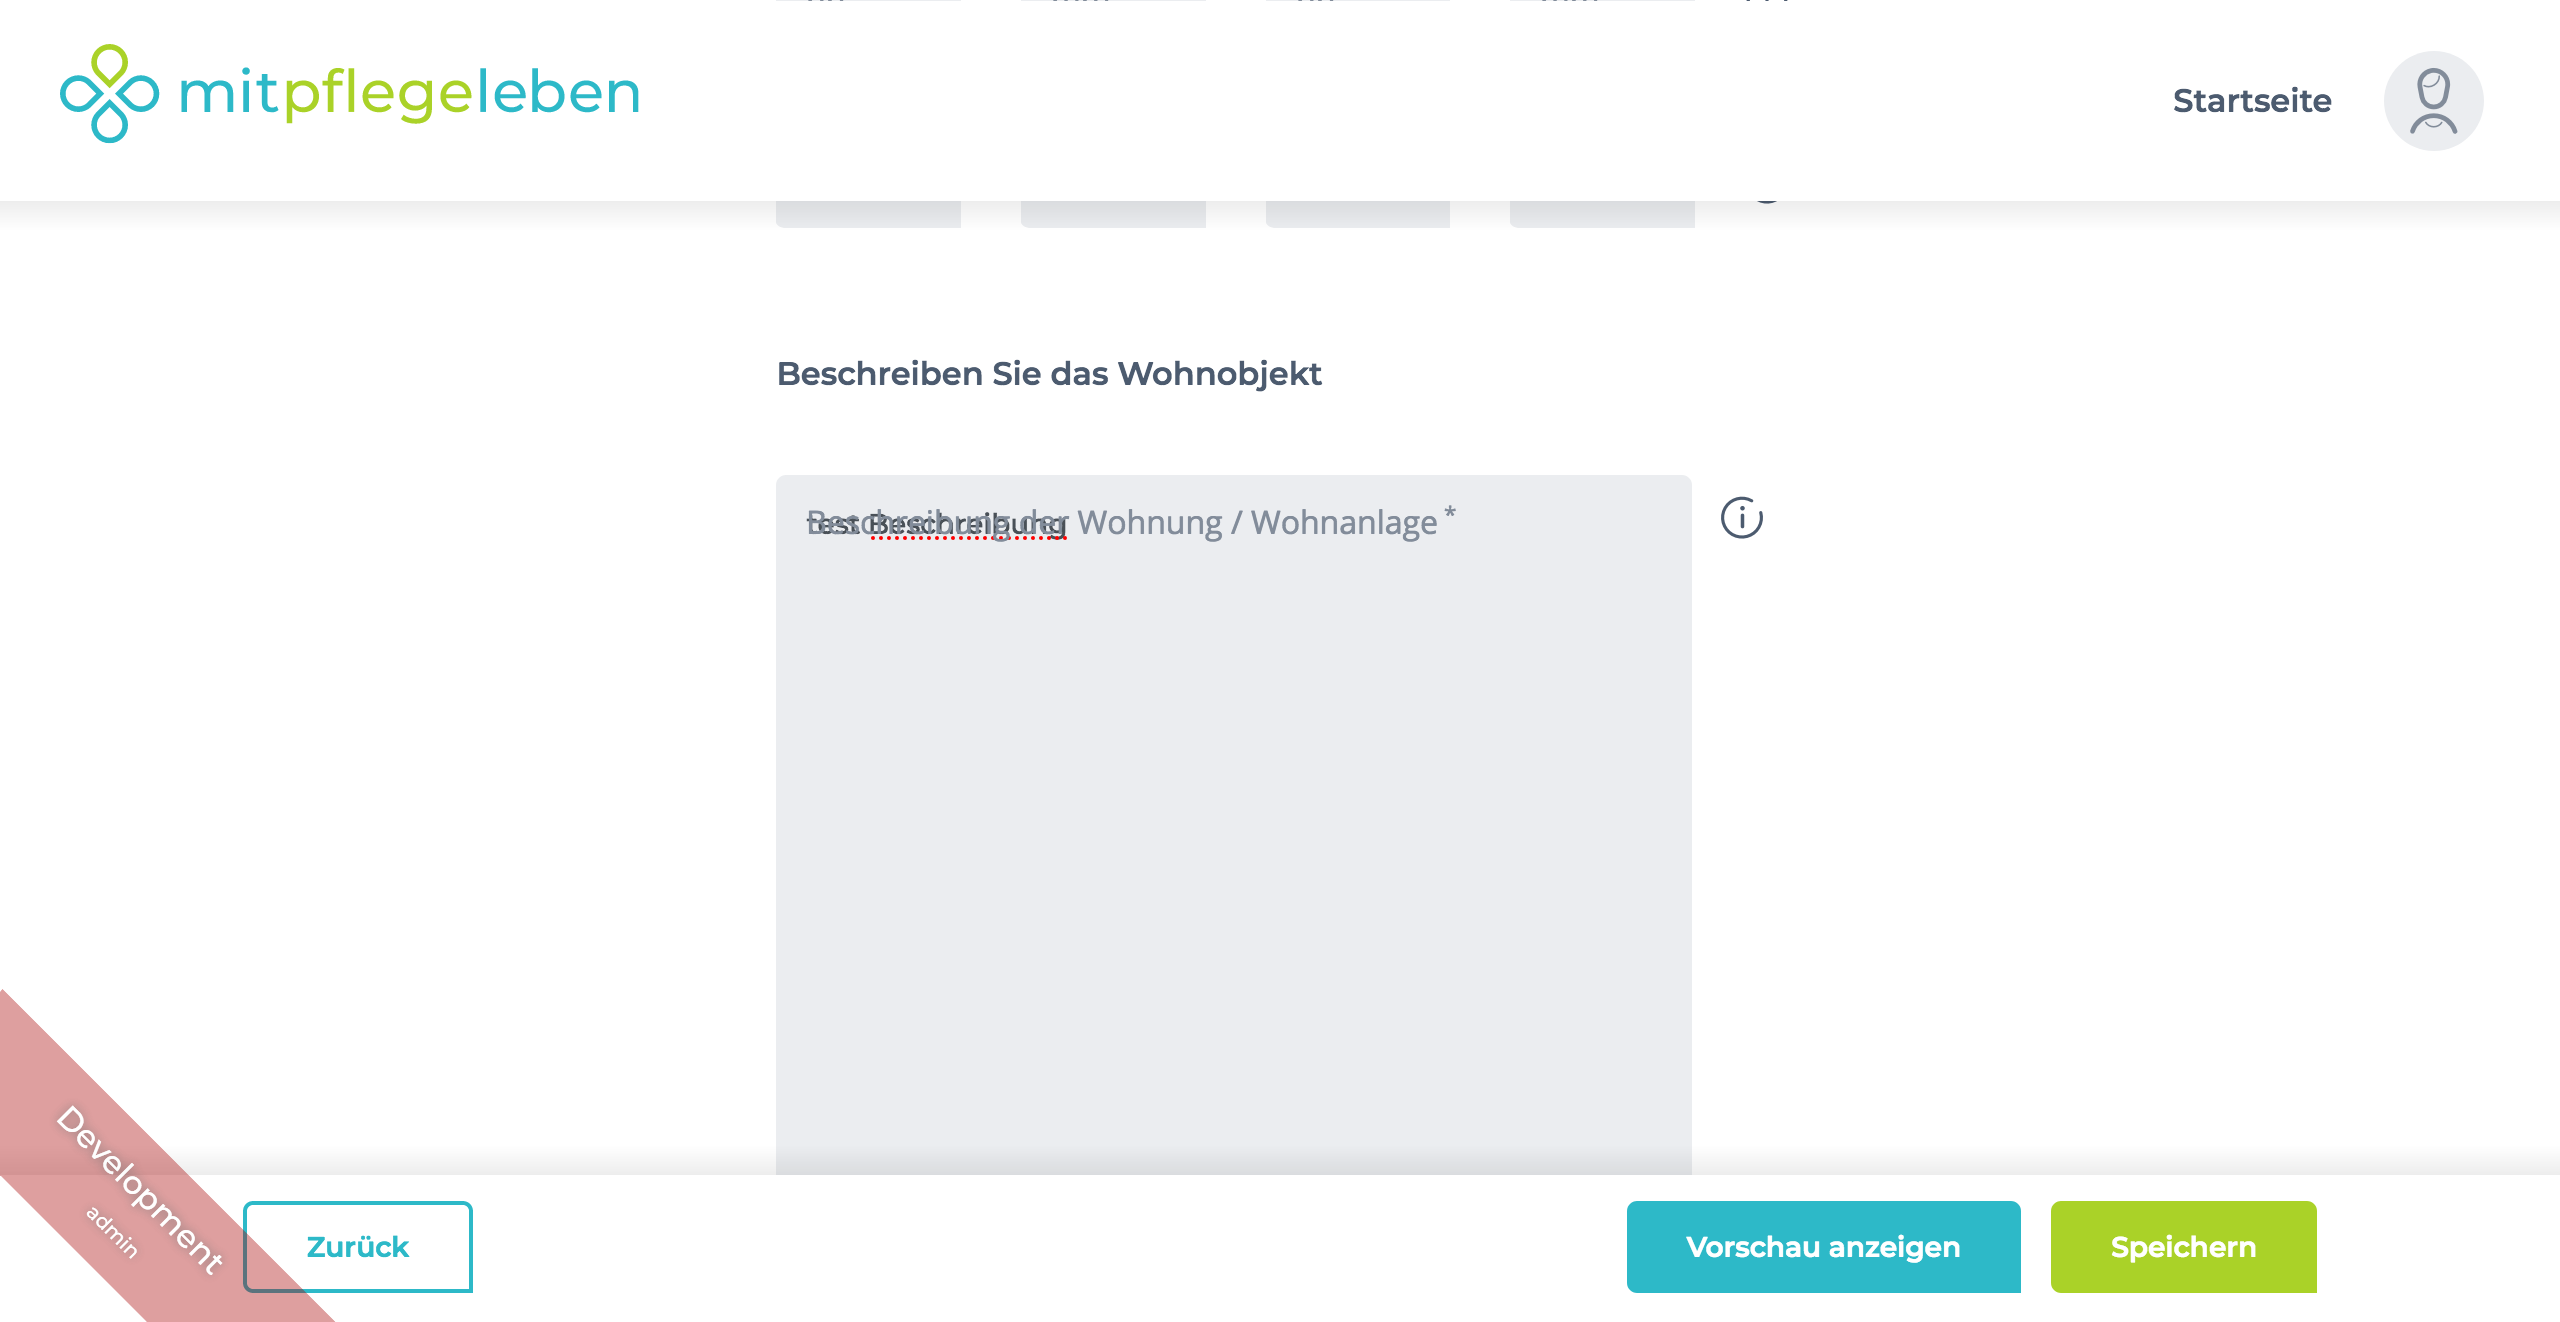 mitpflegeleben
Startseite
Beschreiben Sie das Wohnobjekt
Beschreibung der Wohnung / Wohnanlage *
test Beschreibung
Development
admin
Zurück
Vorschau anzeigen
Speichern